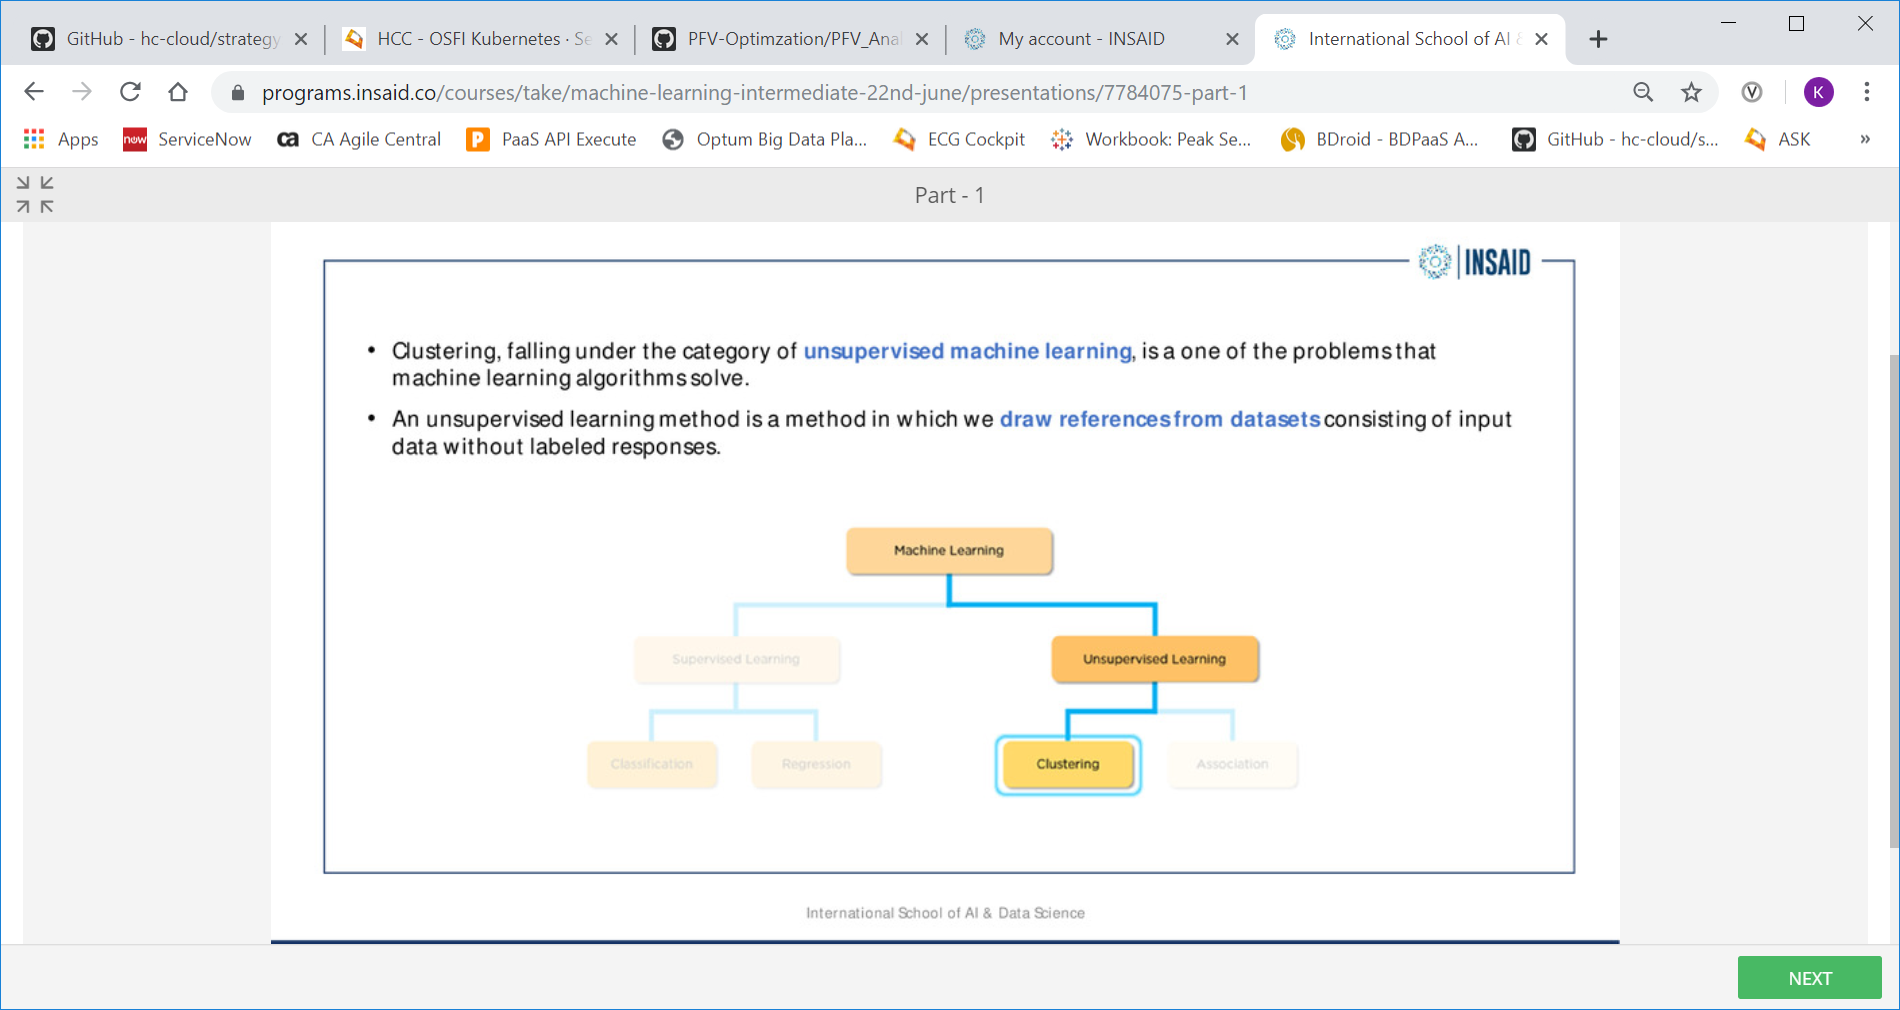 GitHub - hc-cloud/strategy
HCC - OSFI Kubernetes · Se
PFV-Optimzation/PFV_Anal
My account - INSAID
International School of AI &
programs.insaid.co/courses/take/machine-learning-intermediate-22nd-june/presentations/7784075-part-1
K
Apps
now ServiceNow
ca CA Agile Central
P PaaS API Execute
Optum Big Data Pla...
ECG Cockpit
Workbook: Peak Se...
BDroid - BDPaaS A...
GitHub - hc-cloud/s...
ASK
»
Part - 1
INSAID
• Clustering, falling under the category of unsupervised machine learning, is a one of the problems that
machine learning algorithms solve.
• An unsupervised learning method is a method in which we draw references from datasets consisting of input
data without labeled responses.
Machine Learning
Supervised Learning
Unsupervised Learning
Classification
Regression
Clustering
Association
International School of AI & Data Science
NEXT